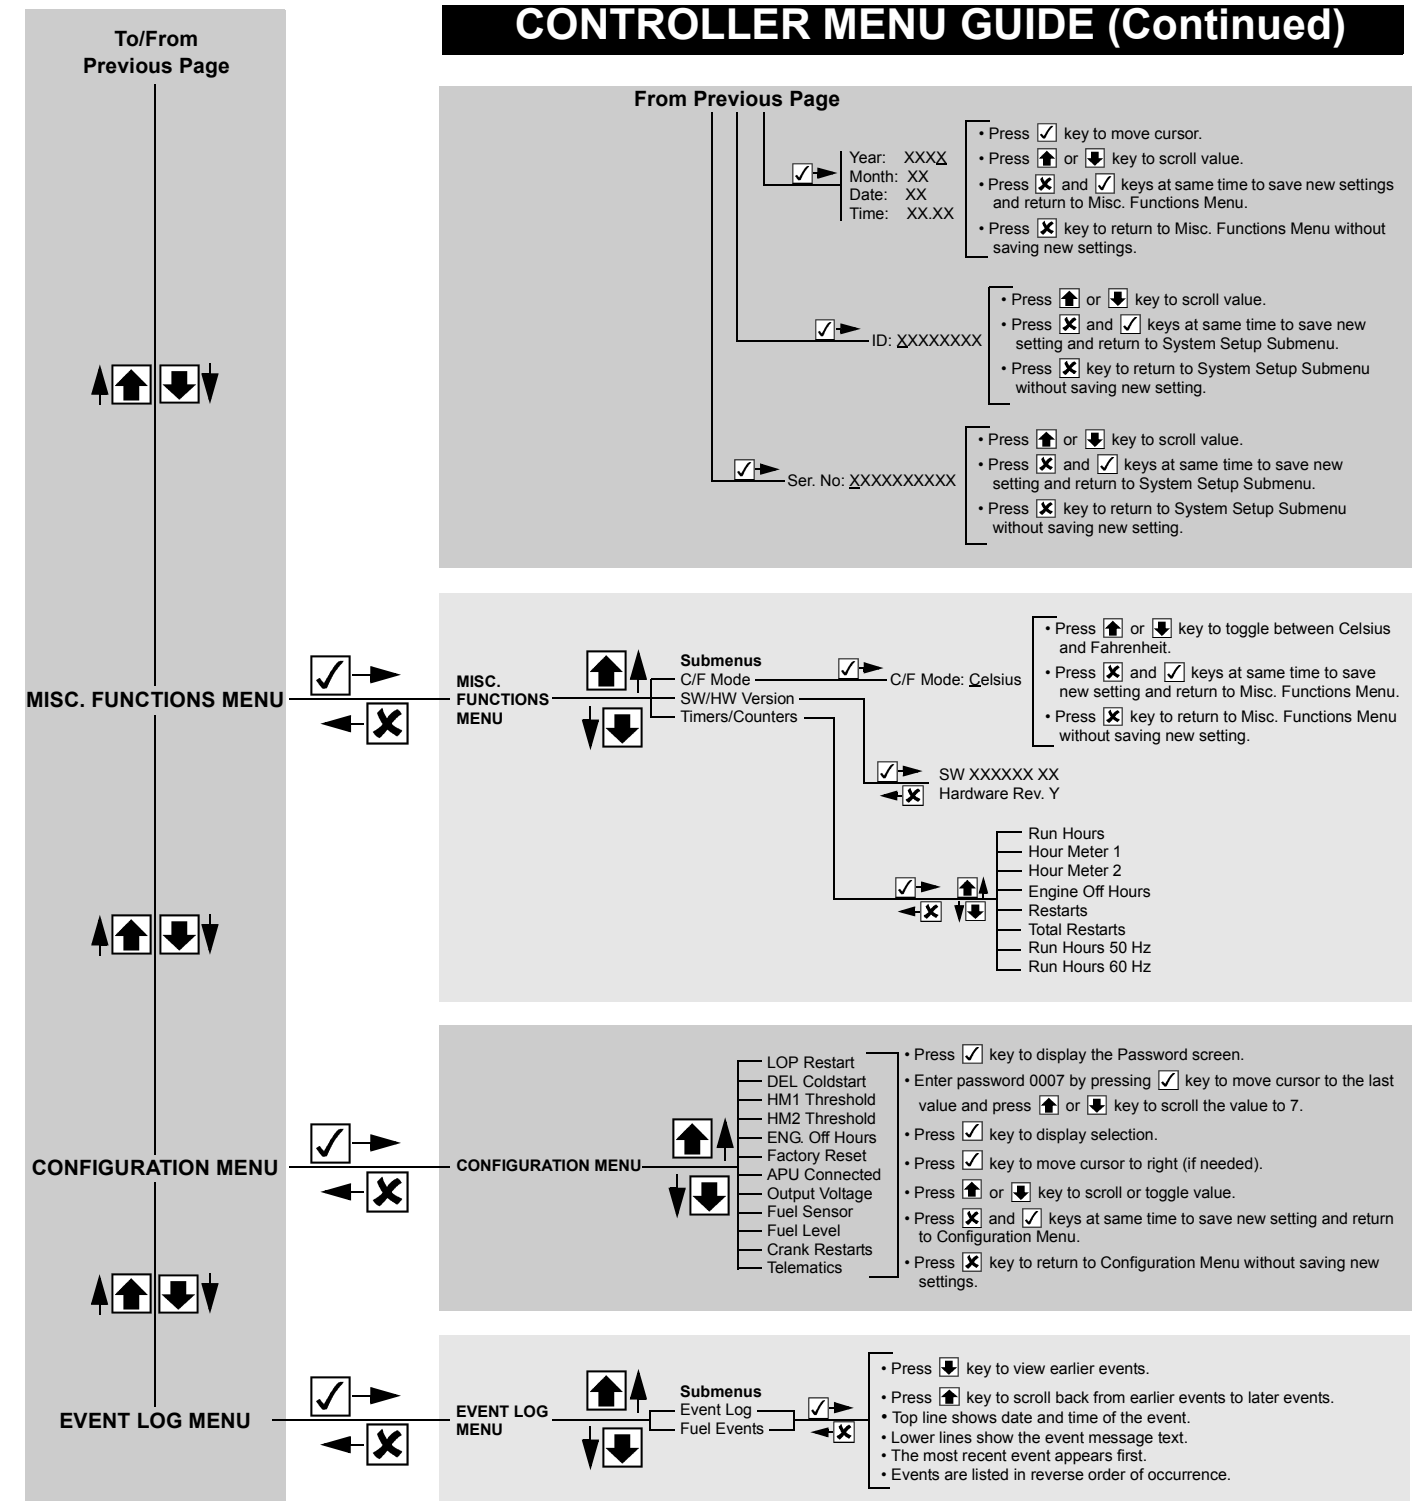 CONTROLLER MENU GUIDE (Continued)
To/From
Previous Page
From Previous Page
Year: XXXX
Month: XX
Date: XX
Time: XX.XX
• Press ✓ key to move cursor.
• Press ⬆ or ⬇ key to scroll value.
• Press ✘ and ✓ keys at same time to save new settings
and return to Misc. Functions Menu.
• Press ✘ key to return to Misc. Functions Menu without
saving new settings.
ID: XXXXXXXX
• Press ⬆ or ⬇ key to scroll value.
• Press ✘ and ✓ keys at same time to save new
setting and return to System Setup Submenu.
• Press ✘ key to return to System Setup Submenu
without saving new setting.
Ser. No: XXXXXXXXXX
• Press ⬆ or ⬇ key to scroll value.
• Press ✘ and ✓ keys at same time to save new
setting and return to System Setup Submenu.
• Press ✘ key to return to System Setup Submenu
without saving new setting.
MISC. FUNCTIONS MENU
MISC.
FUNCTIONS
MENU
Submenus
C/F Mode
SW/HW Version
Timers/Counters
C/F Mode: Celsius
• Press ⬆ or ⬇ key to toggle between Celsius
and Fahrenheit.
• Press ✘ and ✓ keys at same time to save
new setting and return to Misc. Functions Menu.
• Press ✘ key to return to Misc. Functions Menu
without saving new setting.
SW XXXXXX XX
Hardware Rev. Y
Run Hours
Hour Meter 1
Hour Meter 2
Engine Off Hours
Restarts
Total Restarts
Run Hours 50 Hz
Run Hours 60 Hz
CONFIGURATION MENU
CONFIGURATION MENU
LOP Restart
DEL Coldstart
HM1 Threshold
HM2 Threshold
ENG. Off Hours
Factory Reset
APU Connected
Output Voltage
Fuel Sensor
Fuel Level
Crank Restarts
Telematics
• Press ✓ key to display the Password screen.
• Enter password 0007 by pressing ✓ key to move cursor to the last
value and press ⬆ or ⬇ key to scroll the value to 7.
• Press ✓ key to display selection.
• Press ✓ key to move cursor to right (if needed).
• Press ⬆ or ⬇ key to scroll or toggle value.
• Press ✘ and ✓ keys at same time to save new setting and return
to Configuration Menu.
• Press ✘ key to return to Configuration Menu without saving new
settings.
EVENT LOG MENU
EVENT LOG
MENU
Submenus
Event Log
Fuel Events
• Press ⬇ key to view earlier events.
• Press ⬆ key to scroll back from earlier events to later events.
• Top line shows date and time of the event.
• Lower lines show the event message text.
• The most recent event appears first.
• Events are listed in reverse order of occurrence.